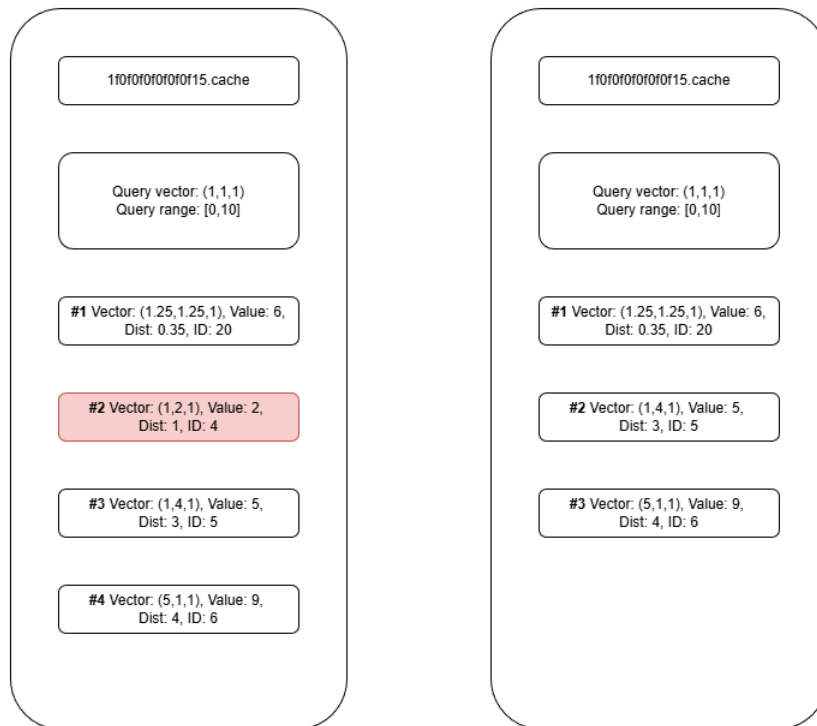 1f0f0f0f0f0f0f15.cache
Query vector: (1,1,1)
Query range: [0,10]
#1 Vector: (1.25,1.25,1), Value: 6,
Dist: 0.35, ID: 20
#2 Vector: (1,2,1), Value: 2,
Dist: 1, ID: 4
#3 Vector: (1,4,1), Value: 5,
Dist: 3, ID: 5
#4 Vector: (5,1,1), Value: 9,
Dist: 4, ID: 6
1f0f0f0f0f0f0f15.cache
Query vector: (1,1,1)
Query range: [0,10]
#1 Vector: (1.25,1.25,1), Value: 6,
Dist: 0.35, ID: 20
#2 Vector: (1,4,1), Value: 5,
Dist: 3, ID: 5
#3 Vector: (5,1,1), Value: 9,
Dist: 4, ID: 6